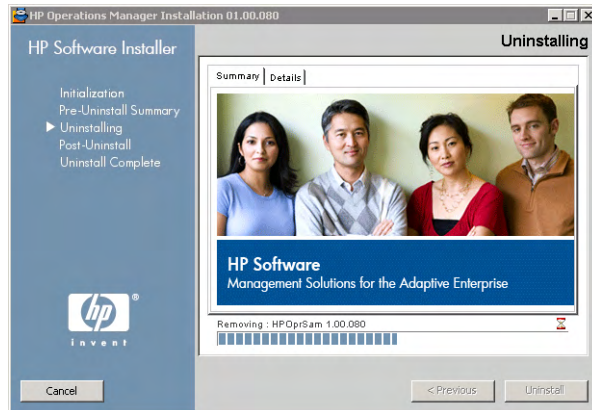 HP Operations Manager Installation 01.00.080
HP Software Installer
Uninstalling
Initialization
Pre-Uninstall Summary
Uninstalling
Post-Uninstall
Uninstall Complete
Summary
Details
HP Software
Management Solutions for the Adaptive Enterprise
Removing : HPOprSam 1.00.080
hp
®
invent
Cancel
< Previous
Uninstall